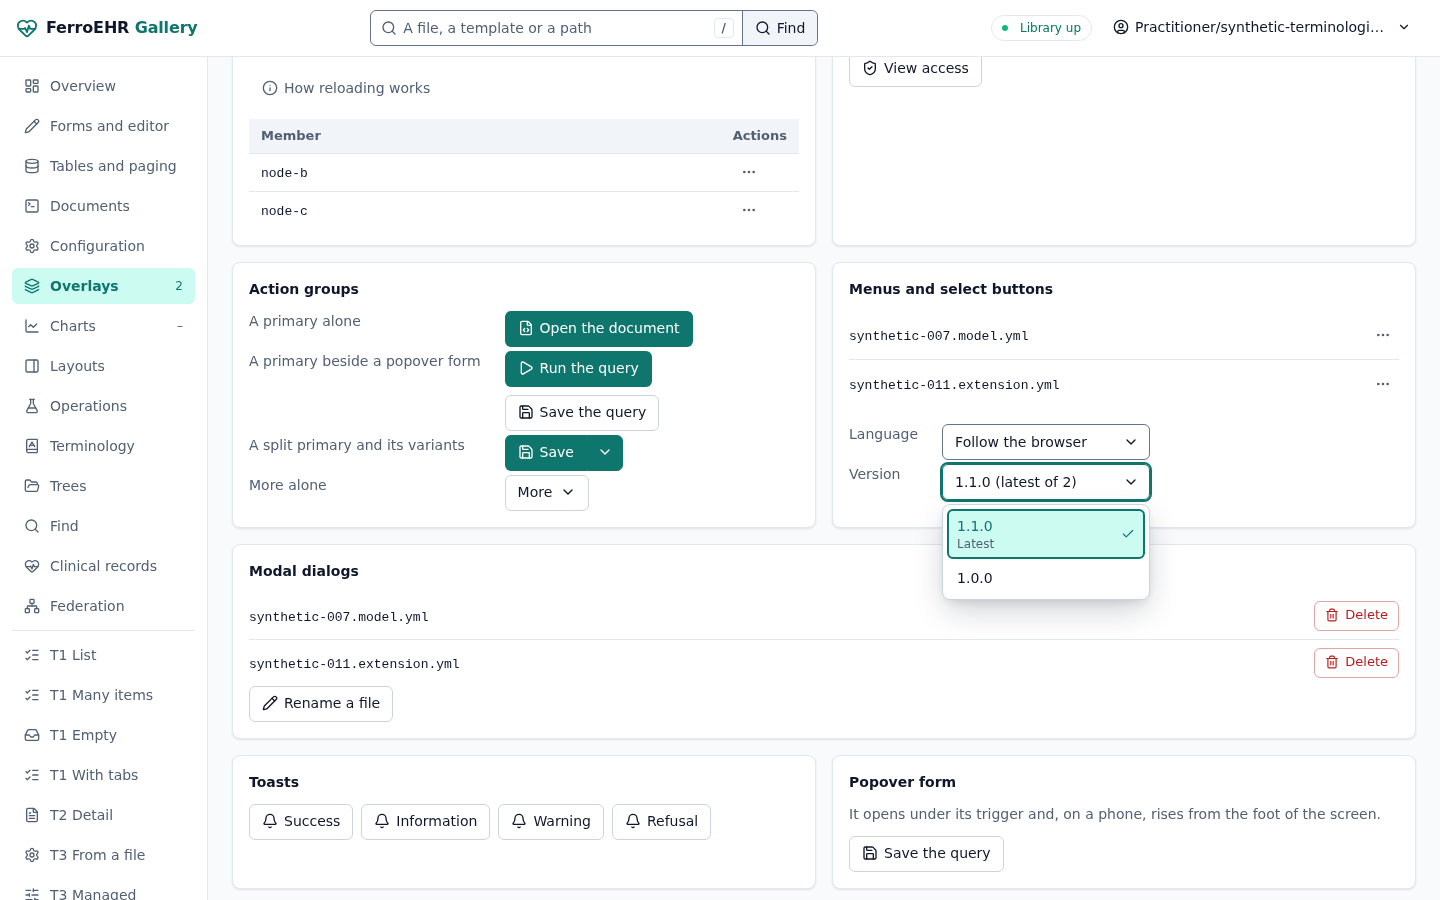 FerroEHR Gallery
A file, a template or a path
/
Find
Library up
Practitioner/synthetic-terminologi...
Overview
Forms and editor
Tables and paging
Documents
Configuration
Overlays 2
Charts –
Layouts
Operations
Terminology
Trees
Find
Clinical records
Federation
T1 List
T1 Many items
T1 Empty
T1 With tabs
T2 Detail
T3 From a file
T3 Managed
How reloading works
Member Actions
node-b
node-c
View access
Action groups
A primary alone
Open the document
A primary beside a popover form
Run the query
Save the query
A split primary and its variants
Save
More alone
More
Menus and select buttons
synthetic-007.model.yml
synthetic-011.extension.yml
Language
Follow the browser
Version
1.1.0 (latest of 2)
1.1.0
Latest
1.0.0
Modal dialogs
synthetic-007.model.yml
Delete
synthetic-011.extension.yml
Delete
Rename a file
Toasts
Success
Information
Warning
Refusal
Popover form
It opens under its trigger and, on a phone, rises from the foot of the screen.
Save the query